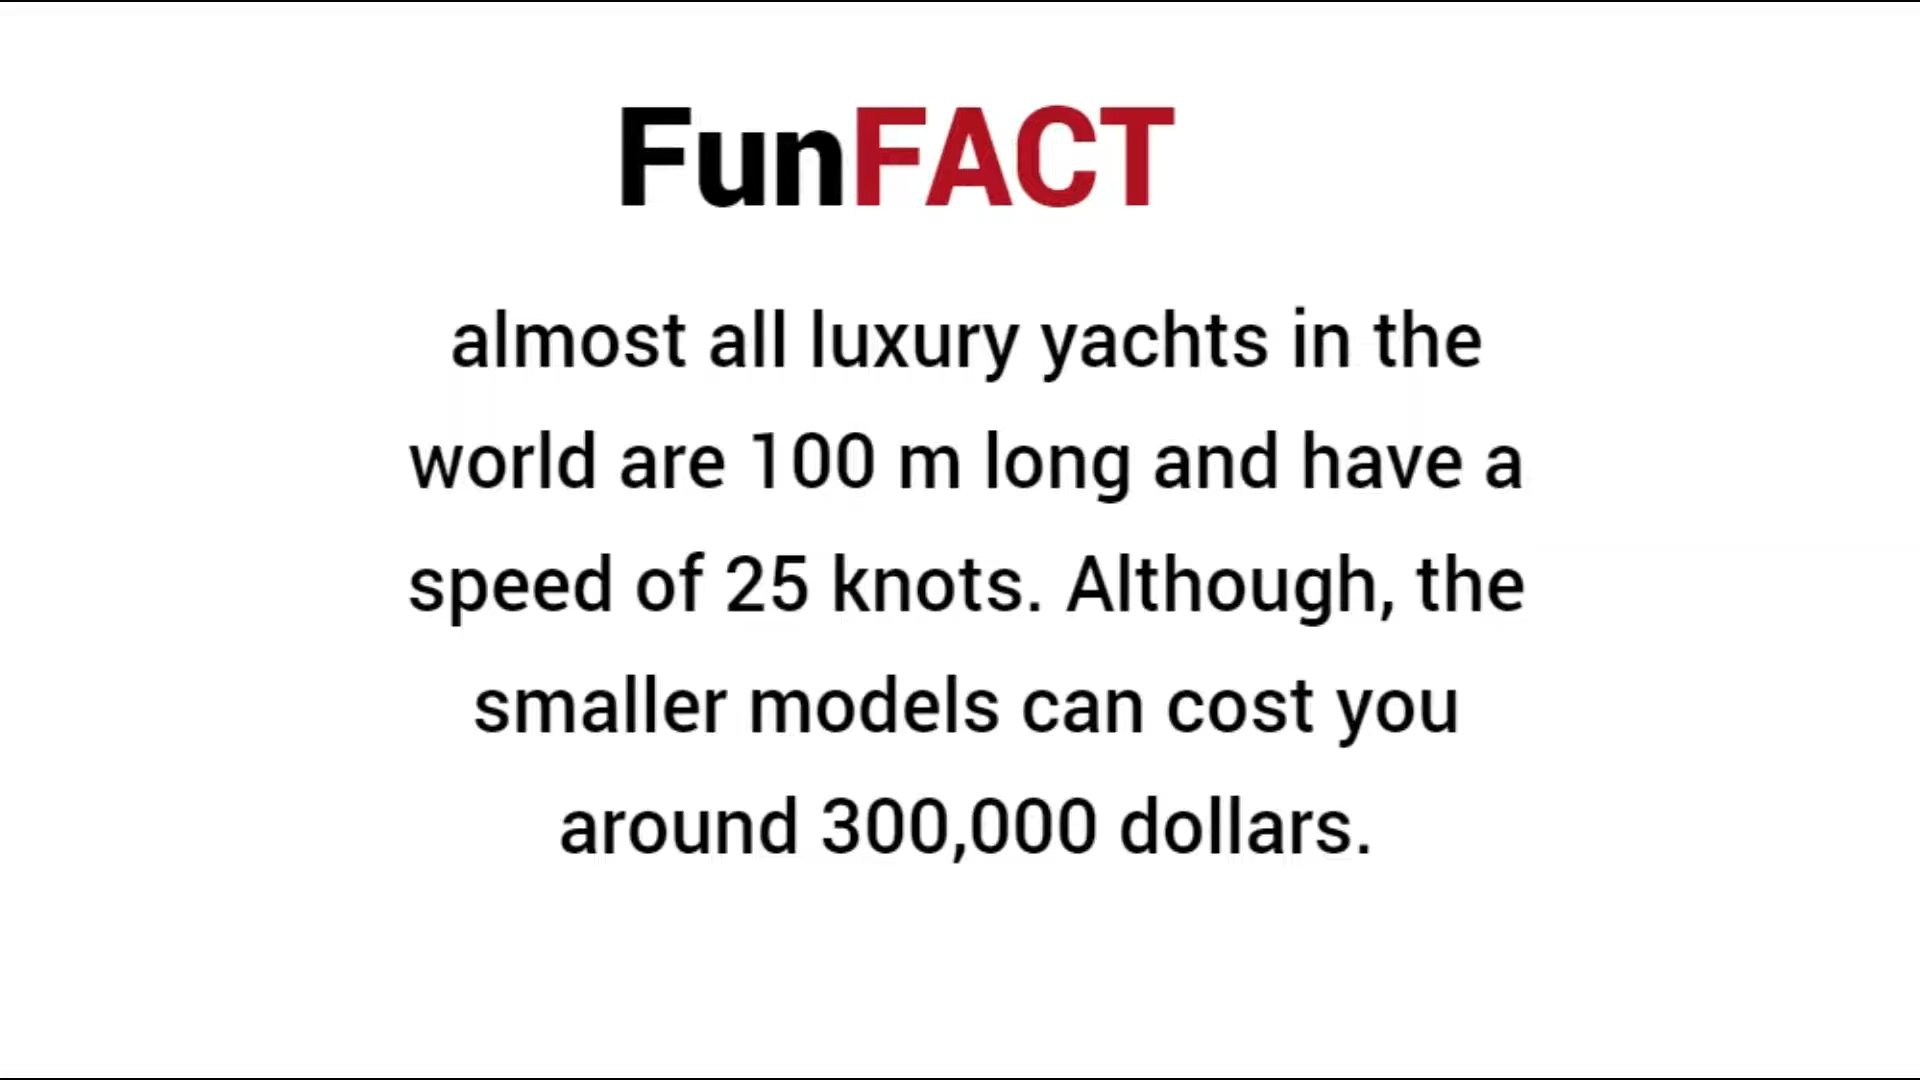 FunFACT
almost all luxury yachts in the
world are 100 m long and have a
speed of 25 knots. Although, the
smaller models can cost you
around 300,000 dollars.